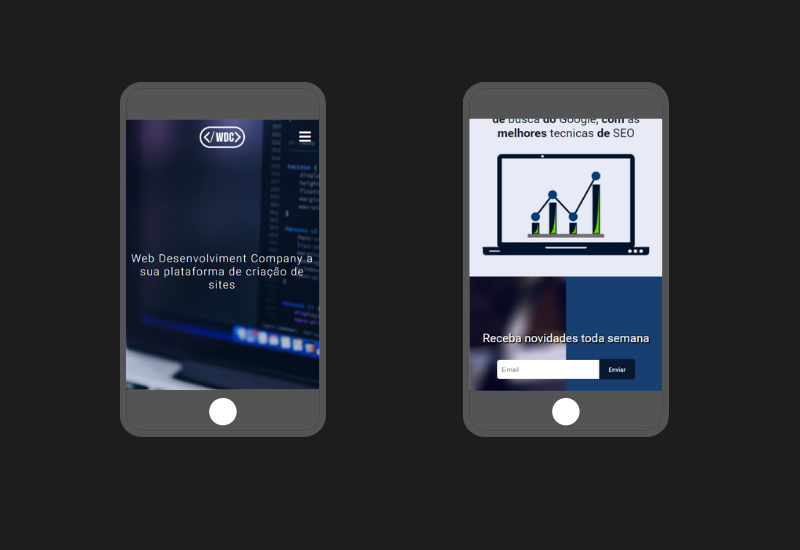 </WDC>
Web Desenvolviment Company a
sua plataforma de criação de
sites
de busca do Google, com as
melhores tecnicas de SEO
Receba novidades toda semana
E-mail
Enviar